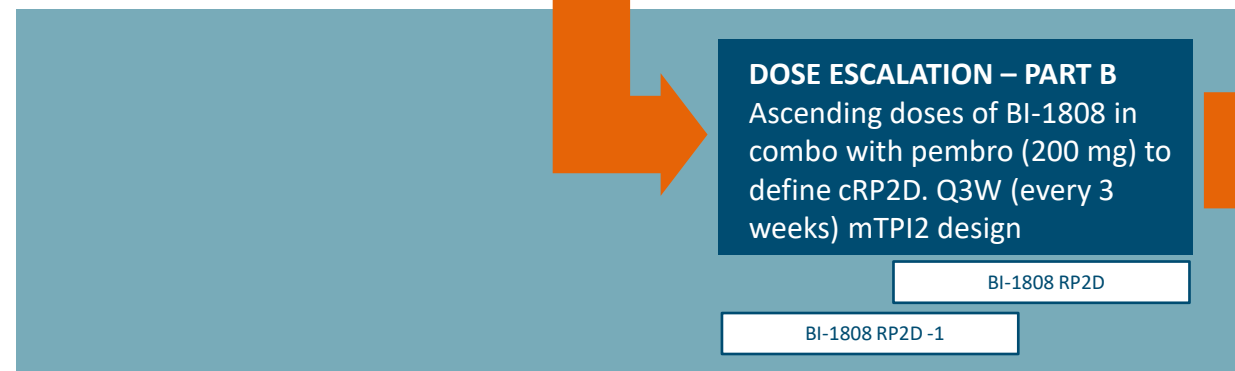 DOSE ESCALATION – PART B
Ascending doses of BI-1808 in
combo with pembro (200 mg) to
define cRP2D. Q3W (every 3
weeks) mTPI2 design
BI-1808 RP2D
BI-1808 RP2D -1